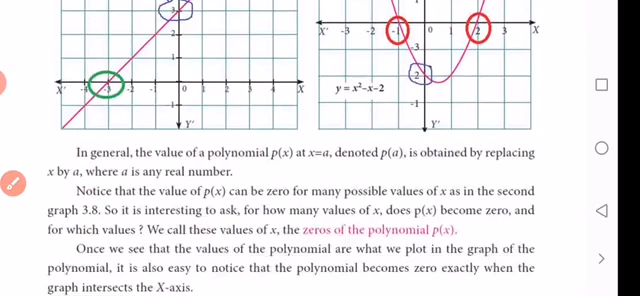 3
2
1
X' -4 -3 -2 -1 0 1 2 3 4 X
Y'
X' -3 -2 -1 0 1 2 3 X
-3
-2
y = x²–x–2
-1
Y'
In general, the value of a polynomial p(x) at x=a, denoted p(a), is obtained by replacing
x by a, where a is any real number.
Notice that the value of p(x) can be zero for many possible values of x as in the second
graph 3.8. So it is interesting to ask, for how many values of x, does p(x) become zero, and
for which values ? We call these values of x, the zeros of the polynomial p(x).
Once we see that the values of the polynomial are what we plot in the graph of the
polynomial, it is also easy to notice that the polynomial becomes zero exactly when the
graph intersects the X-axis.